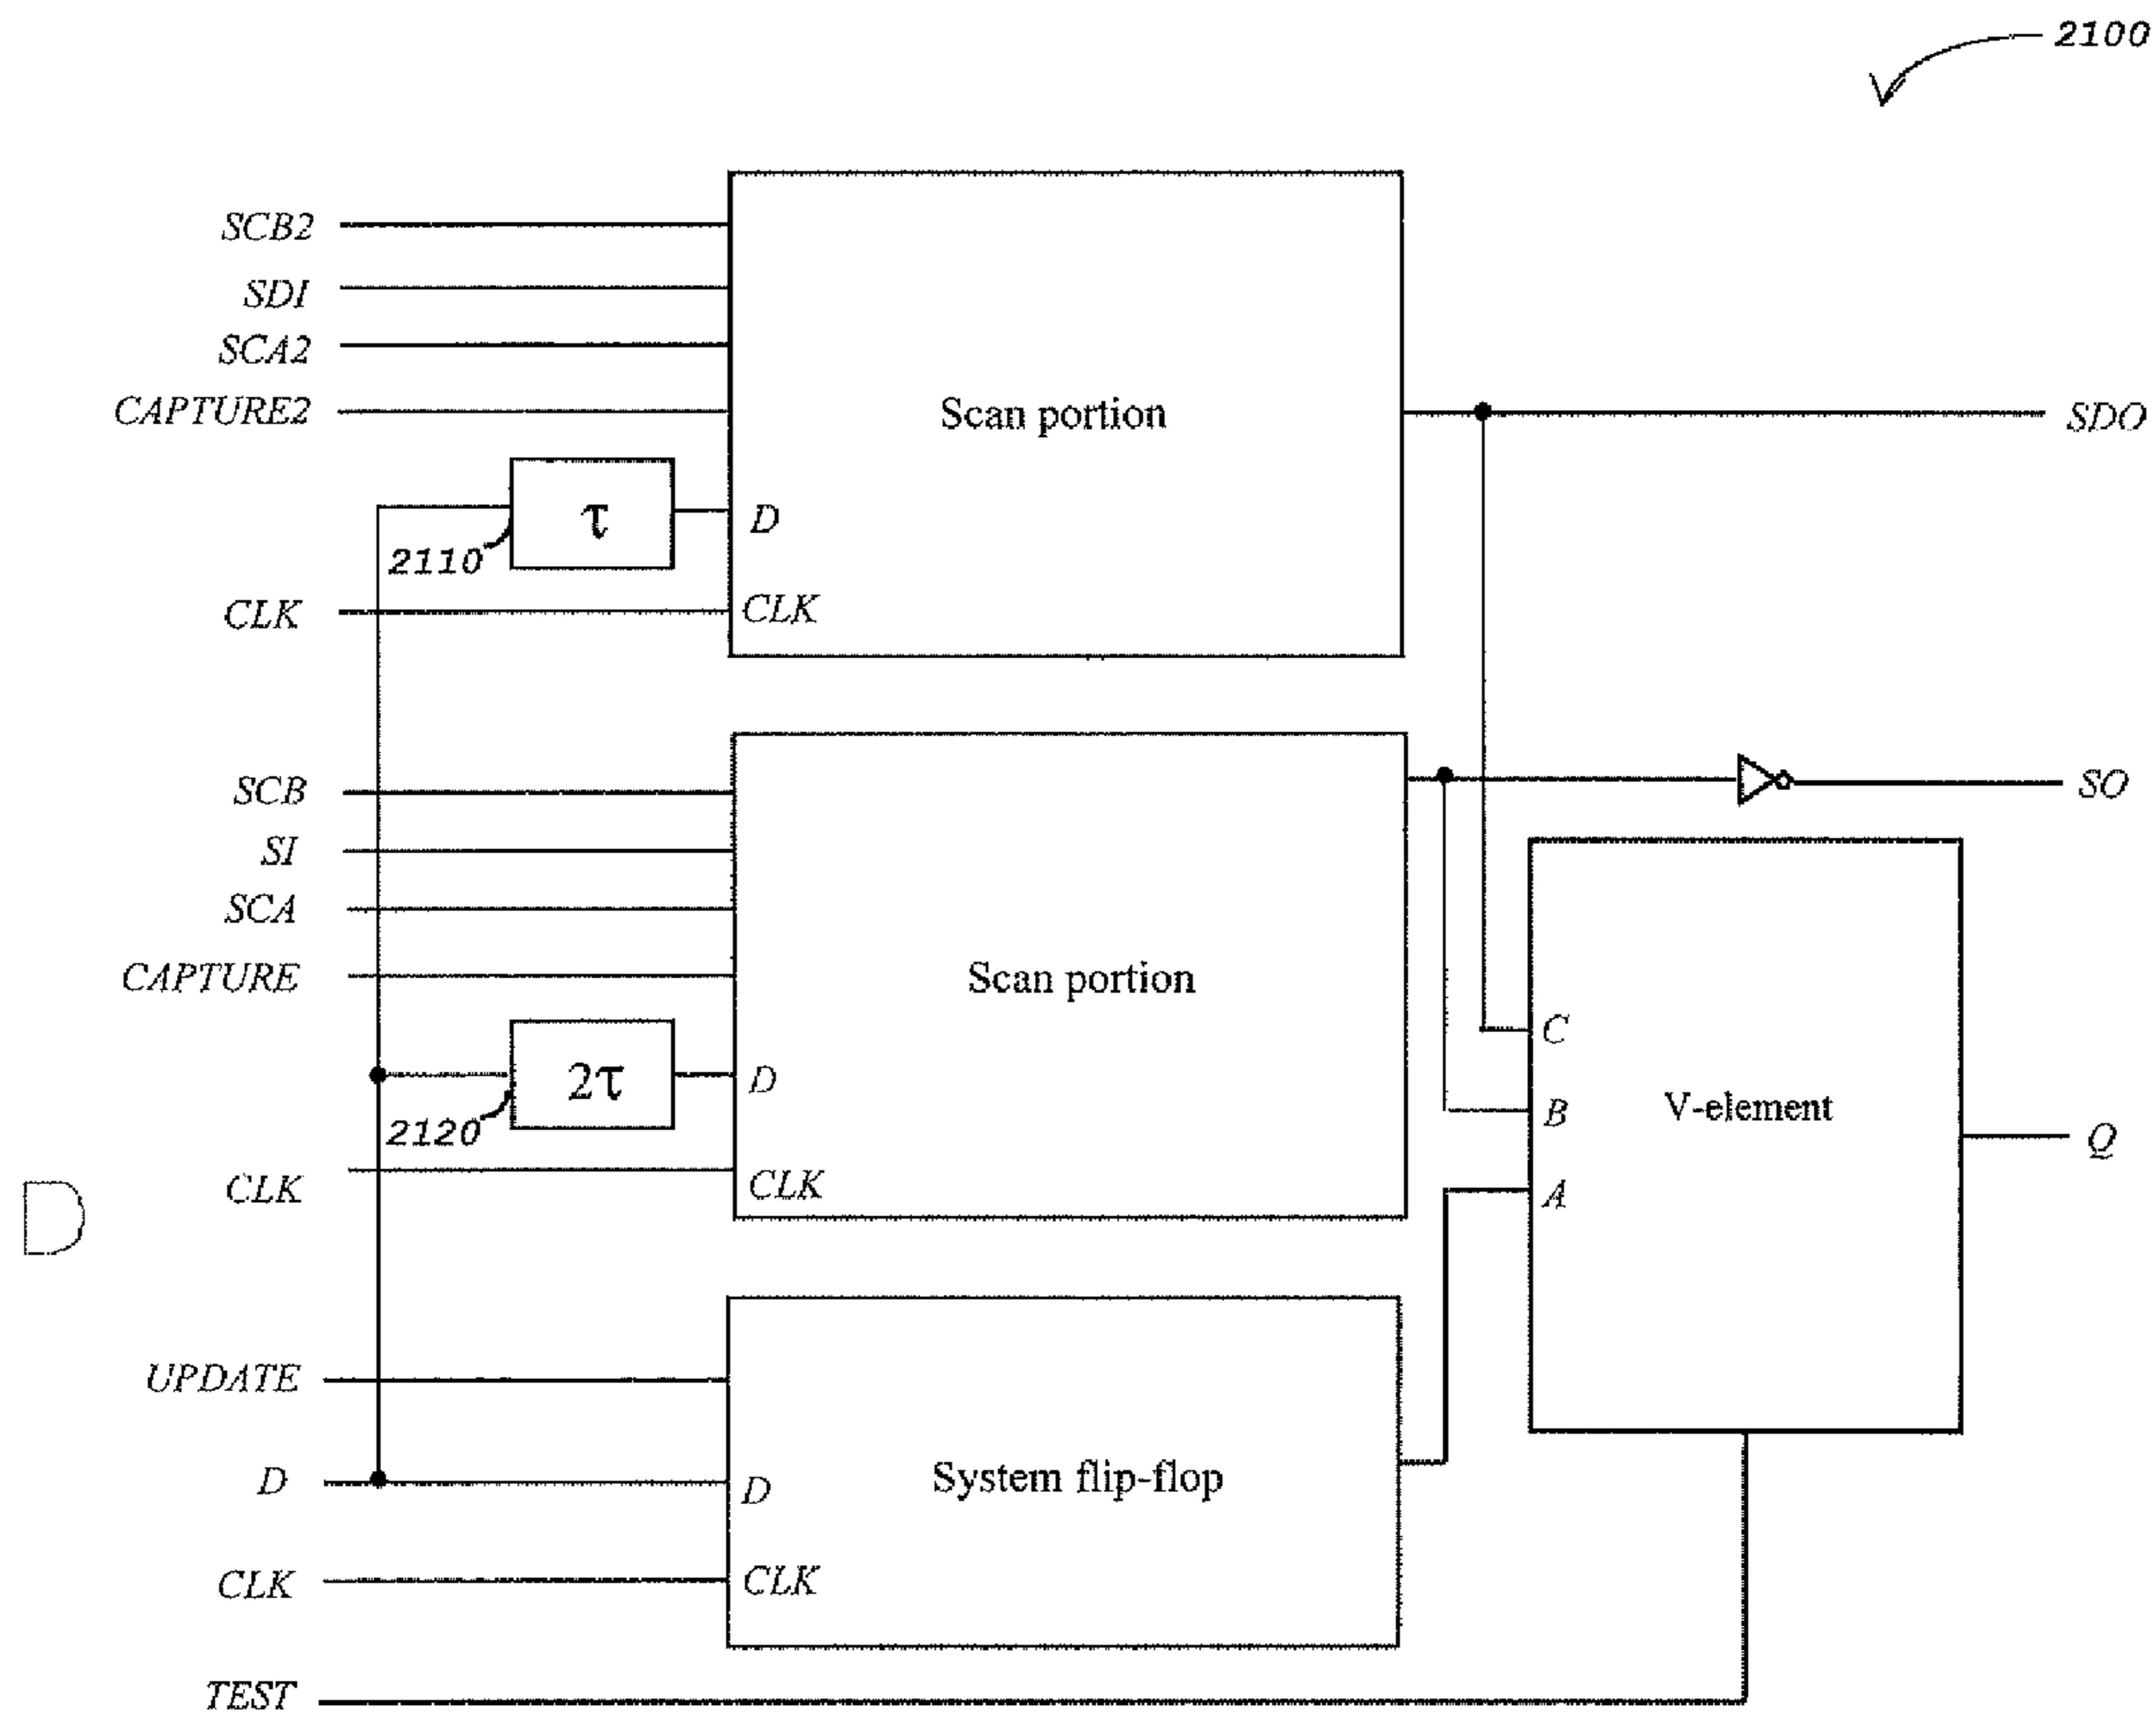 2100
SCB2
SDI
SCA2
CAPTURE2
Scan portion
SDO
τ
D
2110
CLK
CLK
SCB
SO
SI
SCA
CAPTURE
Scan portion
C
2τ
D
B
V-element
2120
Q
CLK
CLK
A
D
UPDATE
D
D
System flip-flop
CLK
CLK
TEST